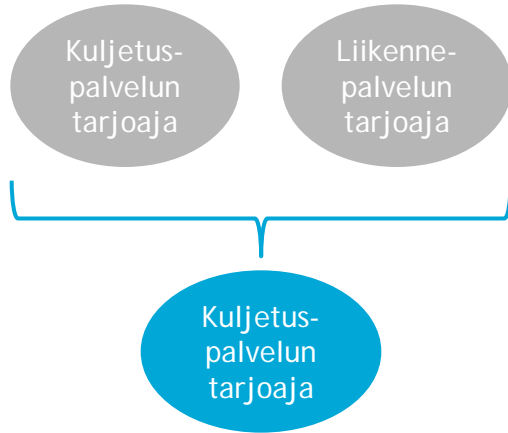 Kuljetus-
palvelun
tarjoaja
Liikenne-
palvelun
tarjoaja
Kuljetus-
palvelun
tarjoaja